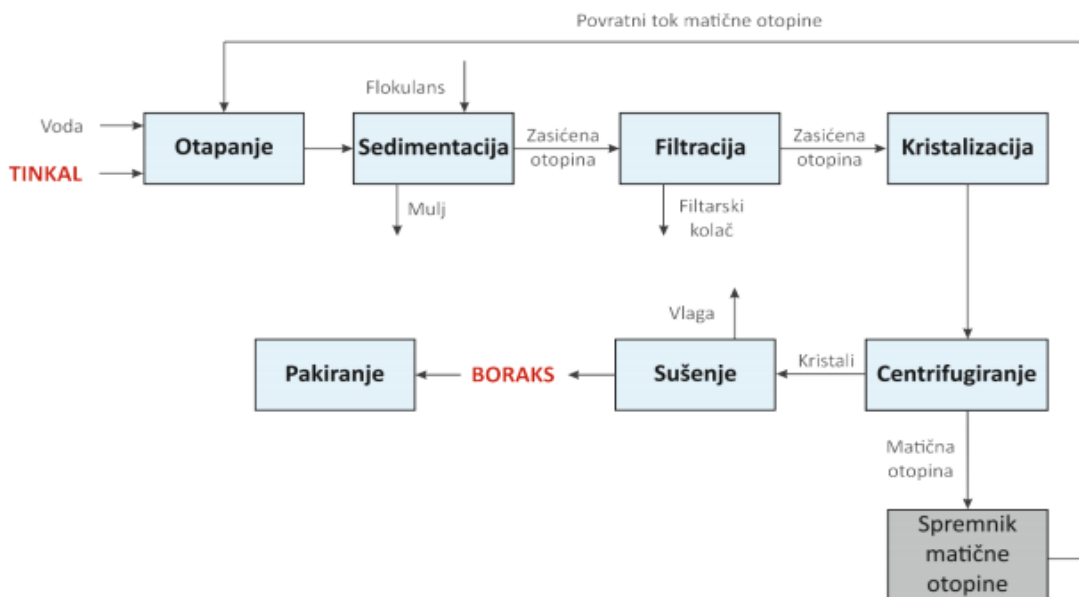 Povratni tok matične otopine
Flokulans
Voda
TINKAL
Otapanje
Sedimentacija
Zasićena
otopina
Filtracija
Zasićena
otopina
Kristalizacija
Mulj
Filtarski
kolač
Vlaga
Pakiranje
BORAKS
Sušenje
Kristali
Centrifugiranje
Matična
otopina
Spremnik
matične
otopine